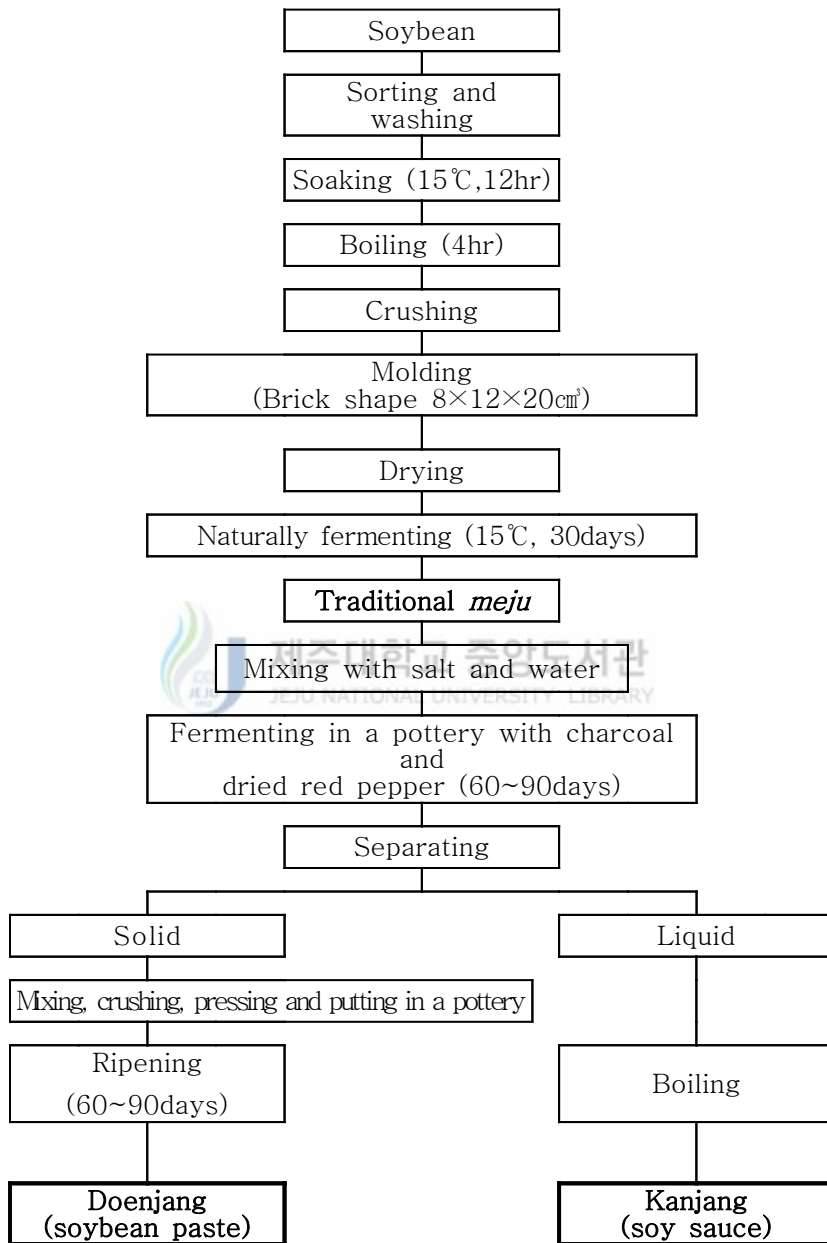 Soybean
Sorting and
washing
Soaking (15℃,12hr)
Boiling (4hr)
Crushing
Molding
(Brick shape 8×12×20㎤)
Drying
Naturally fermenting (15℃, 30days)
Traditional meju
제주대학교 중앙도서관
Mixing with salt and water
JEJU NATIONAL UNIVERSITY LIBRARY
Fermenting in a pottery with charcoal
and
dried red pepper (60~90days)
Separating
Solid
Liquid
Mixing, crushing, pressing and putting in a pottery
Ripening
(60~90days)
Boiling
Doenjang
(soybean paste)
Kanjang
(soy sauce)